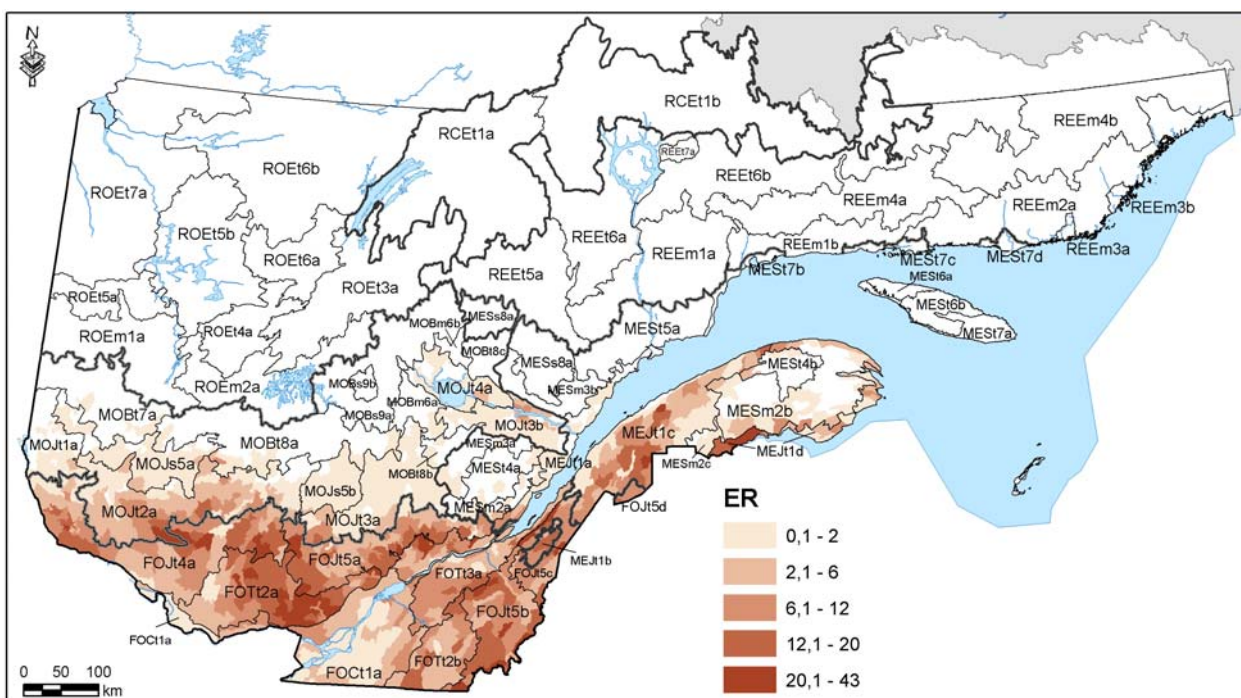 N
RCEt1b
REEm4b
RCEt1a
REEt7a
ROEt6b
REEt6b
ROEt7a
REEm4a
REEm2a
REEm3b
ROEt5b
REEt6a
REEm1a
REEm1b
REEm3a
ROEt6a
MESt7b
MESt7c
MESt7d
MESt6a
REEt5a
ROEt3a
ROEt5a
MESt6b
MESs8a
MOBm6b
MESt5a
ROEt4a
ROEm1a
MESt7a
MOBt8c
MESs8a
MESt4b
ROEm2a
MOBs9b
MOJt4a
MESm3b
MOBm6a
MESm2b
MOBt7a
MOBs9a
MOJt3b
MEJt1c
MOJt1a
MOBt8a
MESm3a
MEJt1d
MOJs5a
MEJt1a
MESt4a
MESm2c
MOBt8b
MOJs5b
FOJt5d
MOJt2a
MOJt3a
MESm2a
ER
0,1 - 2
FOJt4a
FOJt5a
MEJt1b
FOTt3a
FOJt5c
2,1 - 6
FOTt2a
FOJt5b
6,1 - 12
FOCt1a
12,1 - 20
FOCt1a
FOTt2b
20,1 - 43
0 50 100
km